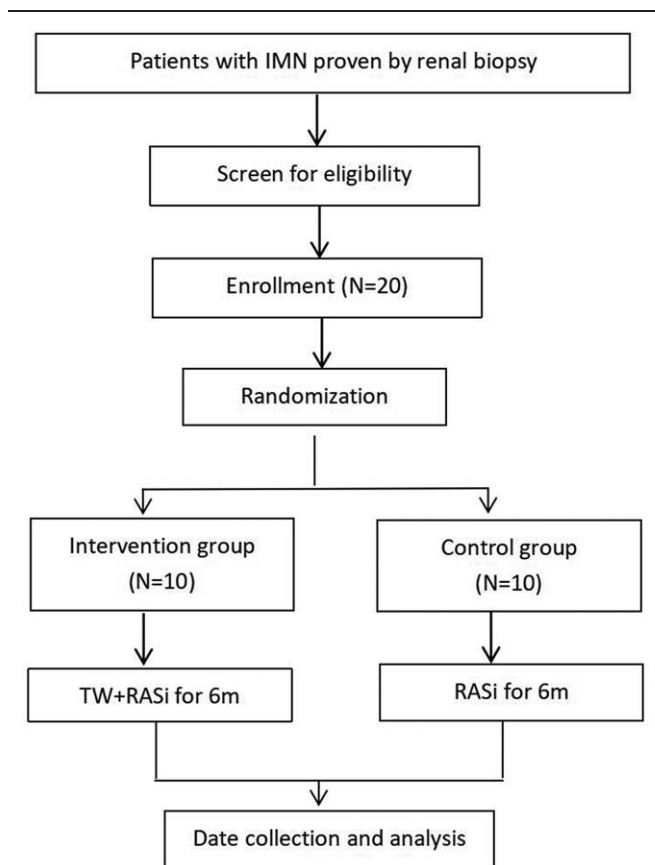 Patients with IMN proven by renal biopsy
Screen for eligibility
Enrollment (N=20)
Randomization
Intervention group
(N=10)
Control group
(N=10)
TW+RASi for 6m
RASi for 6m
Date collection and analysis